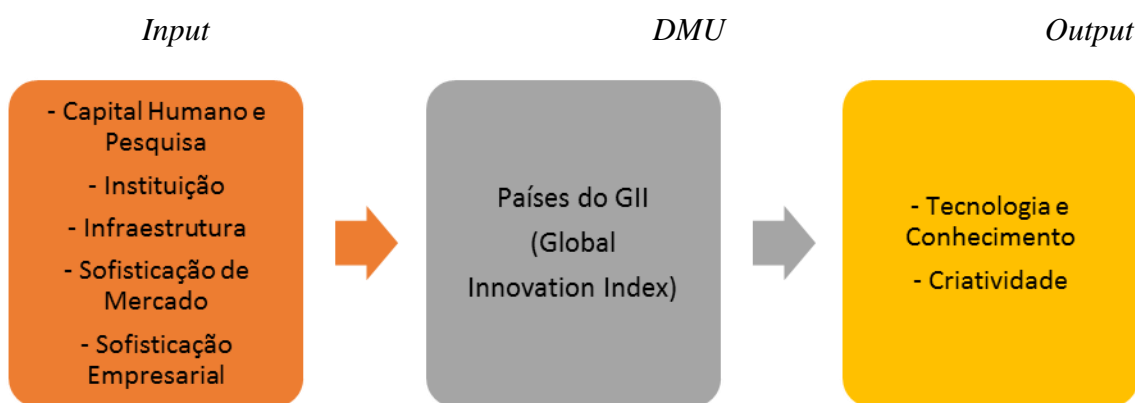 Input
DMU
Output
- Capital Humano e
Pesquisa
- Instituição
- Infraestrutura
- Sofisticação de
Mercado
- Sofisticação
Empresarial
Países do GII
(Global
Innovation Index)
- Tecnologia e
Conhecimento
- Criatividade